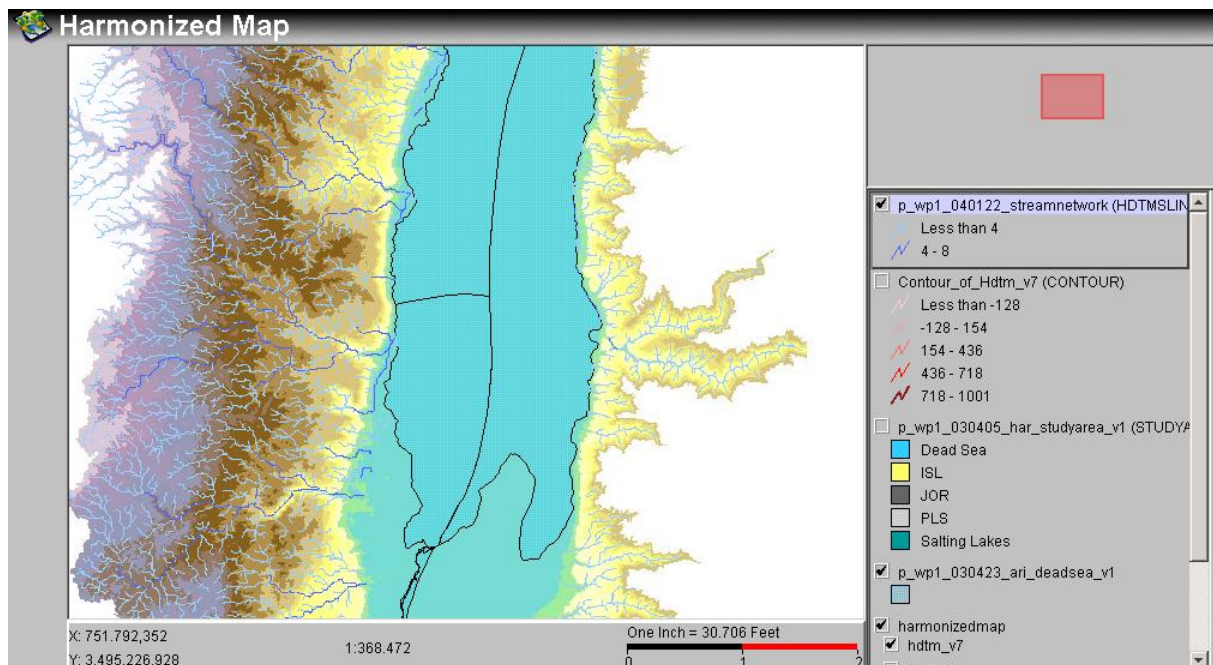 Harmonized Map
p_wp1_040122_streamnetwork (HDTMSLIN
Less than 4
4 - 8
Contour_of_Hdtm_v7 (CONTOUR)
Less than -128
-128 - 154
154 - 436
436 - 718
718 - 1001
p_wp1_030405_har_studyarea_v1 (STUDYA
Dead Sea
ISL
JOR
PLS
Salting Lakes
p_wp1_030423_ari_deadsea_v1
harmonizedmap
hdtm_v7
X: 751.792,352
Y: 3.495.226,928
1:368.472
One Inch = 30.706 Feet
0 1 2